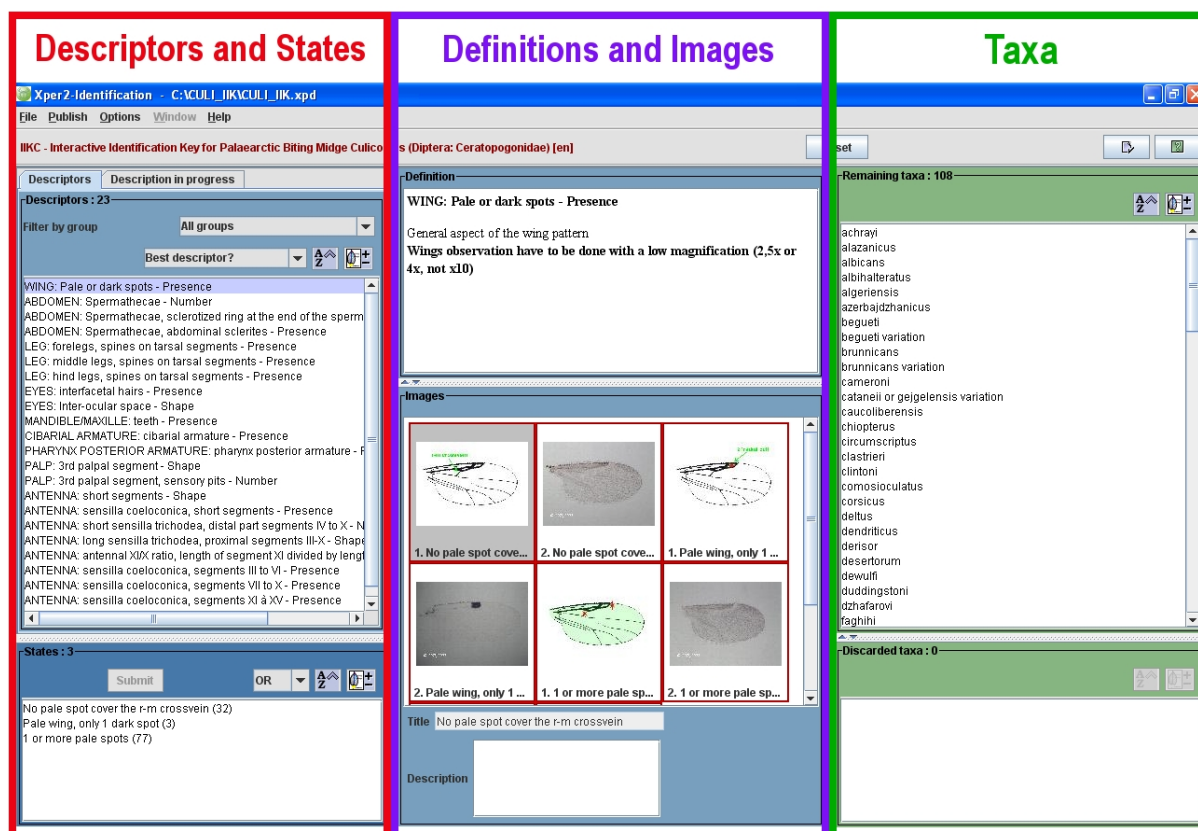 Descriptors and States
Definitions and Images
Taxa
Xper2-Identification - C:\CULI_IIK\CULI_IIK.xpd
File Publish Options Window Help
IIKC - Interactive Identification Key for Palaearctic Biting Midge Culico s (Diptera: Ceratopogonidae) [en]
set
Descriptors
Description in progress
Descriptors : 23
Filter by group
All groups
Best descriptor?
WING: Pale or dark spots - Presence
ABDOMEN: Spermathecae - Number
ABDOMEN: Spermathecae, sclerotized ring at the end of the sperm
ABDOMEN: Spermathecae, abdominal sclerites - Presence
LEG: forelegs, spines on tarsal segments - Presence
LEG: middle legs, spines on tarsal segments - Presence
LEG: hind legs, spines on tarsal segments - Presence
EYES: interfacetal hairs - Presence
EYES: Inter-ocular space - Shape
MANDIBLE/MAXILLE: teeth - Presence
CIBARIAL ARMATURE: cibarial armature - Presence
PHARYNX POSTERIOR ARMATURE: pharynx posterior armature - F
PALP: 3rd palpal segment - Shape
PALP: 3rd palpal segment, sensory pits - Number
ANTENNA: short segments - Shape
ANTENNA: sensilla coeloconica, short segments - Presence
ANTENNA: short sensilla trichodea, distal part segments IV to X - N
ANTENNA: long sensilla trichodea, proximal segments III-X - Shape
ANTENNA: antennal XI/X ratio, length of segment XI divided by lengt
ANTENNA: sensilla coeloconica, segments III to VI - Presence
ANTENNA: sensilla coeloconica, segments VII to X - Presence
ANTENNA: sensilla coeloconica, segments XI à XV - Presence
States : 3
Submit
OR
No pale spot cover the r-m crossvein (32)
Pale wing, only 1 dark spot (3)
1 or more pale spots (77)
Definition
WING: Pale or dark spots - Presence
General aspect of the wing pattern
Wings observation have to be done with a low magnification (2,5x or
4x, not x10)
Images
1. No pale spot cove...
2. No pale spot cove...
1. Pale wing, only 1 ...
2. Pale wing, only 1 ...
1. 1 or more pale sp...
2. 1 or more pale sp...
Title No pale spot cover the r-m crossvein
Description
Remaining taxa : 108
achrayi
alazanicus
albicans
albihalteratus
algeriensis
azerbajdzhanicus
begueti
begueti variation
brunnicans
brunnicans variation
cameroni
cataneii or gejgelensis variation
caucoliberensis
chiopterus
circumscriptus
clastrieri
clintoni
comosioculatus
corsicus
deltus
dendriticus
derisor
desertorum
dewulfi
duddingstoni
dzhafarovi
faghihi
Discarded taxa : 0